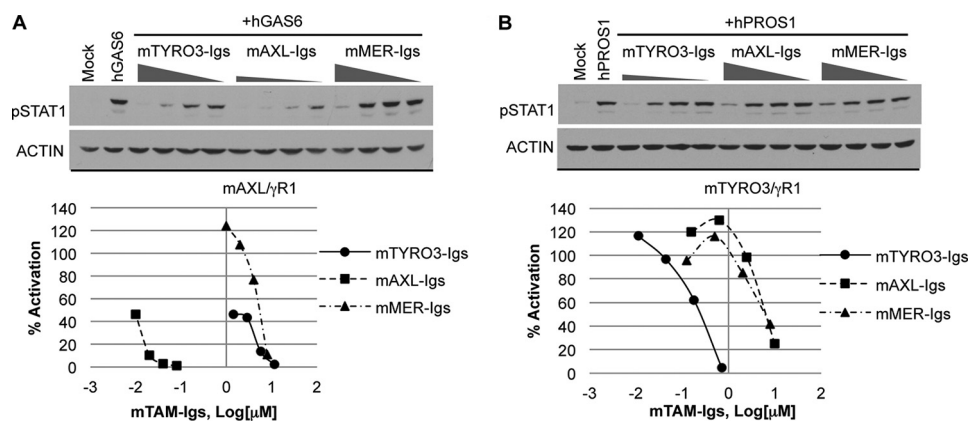 A
+hGAS6
Mock
hGAS6
mTYRO3-Igs mAXL-Igs mMER-Igs
pSTAT1
ACTIN
mAXL/γR1
% Activation
140
120
100
80
60
40
20
0
-3 -2 -1 0 1 2
mTAM-Igs, Log[μM]
mTYRO3-Igs
mAXL-Igs
mMER-Igs
B
+hPROS1
Mock
hPROS1
mTYRO3-Igs mAXL-Igs mMER-Igs
pSTAT1
ACTIN
mTYRO3/γR1
% Activation
140
120
100
80
60
40
20
0
-3 -2 -1 0 1 2
mTAM-Igs, Log[μM]
mTYRO3-Igs
mAXL-Igs
mMER-Igs